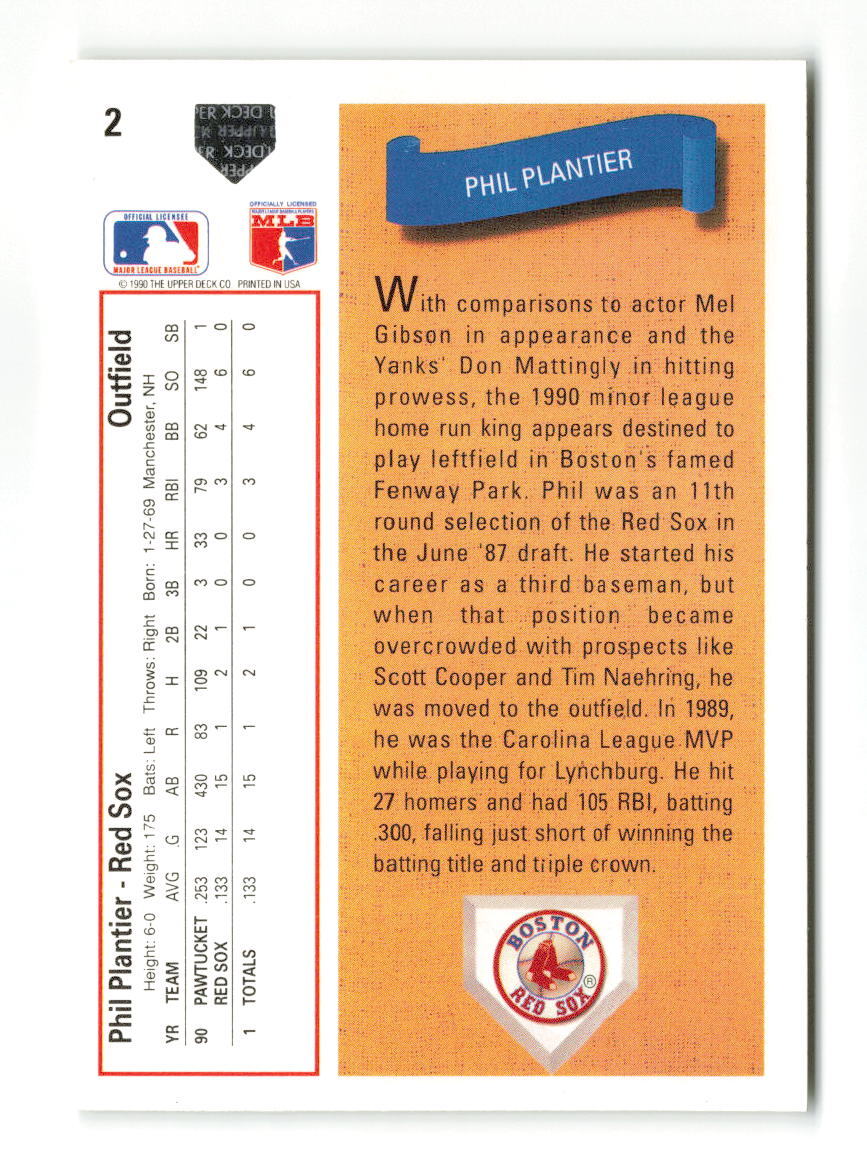 2
OFFICIAL LICENSEE
MAJOR LEAGUE BASEBALL
OFFICIALLY LICENSED
MAJOR LEAGUE BASEBALL PLAYERS
MLB
© 1990 THE UPPER DECK CO PRINTED IN USA
Phil Plantier - Red Sox Outfield
Height: 6-0 Weight: 175 Bats: Left Throws: Right Born: 1-27-69 Manchester, NH
YR TEAM AVG G AB R H 2B 3B HR RBI BB SO SB
90 PAWTUCKET .253 123 430 83 109 22 3 33 79 62 148 1
RED SOX .133 14 15 1 2 1 0 0 3 4 6 0
1 TOTALS .133 14 15 1 2 1 0 0 3 4 6 0
PHIL PLANTIER
With comparisons to actor Mel
Gibson in appearance and the
Yanks' Don Mattingly in hitting
prowess, the 1990 minor league
home run king appears destined to
play leftfield in Boston's famed
Fenway Park. Phil was an 11th
round selection of the Red Sox in
the June '87 draft. He started his
career as a third baseman, but
when that position became
overcrowded with prospects like
Scott Cooper and Tim Naehring, he
was moved to the outfield. In 1989,
he was the Carolina League MVP
while playing for Lynchburg. He hit
27 homers and had 105 RBI, batting
.300, falling just short of winning the
batting title and triple crown.
BOSTON
RED SOX ®